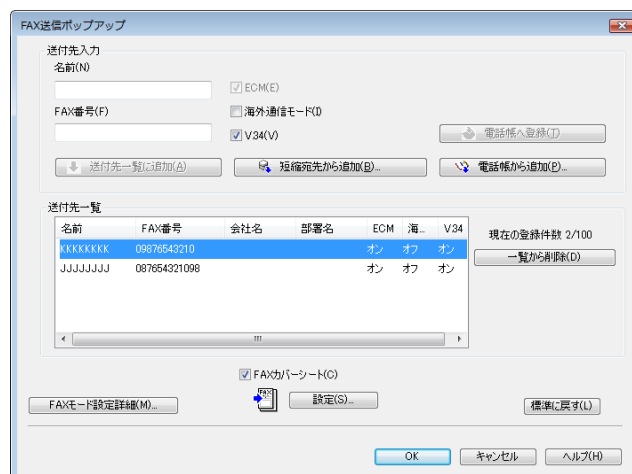 FAX送信ポップアップ
送付先入力
名前(N)
ECM(E)
FAX番号(F)
海外通信モード(I)
V.34(V)
電話帳へ登録(T)
送付先一覧に追加(A)
短縮宛先から追加(B)...
電話帳から追加(P)...
送付先一覧
名前 FAX番号 会社名 部署名 ECM 海... V.34
KKKKKKKK 09876543210 オン オフ オン
JJJJJJJJ 087654321098 オン オフ オン
現在の登録件数 2/100
一覧から削除(D)
FAXカバーシート(C)
FAXモード設定詳細(M)...
FAX
設定(S)...
標準に戻す(L)
OK キャンセル ヘルプ(H)